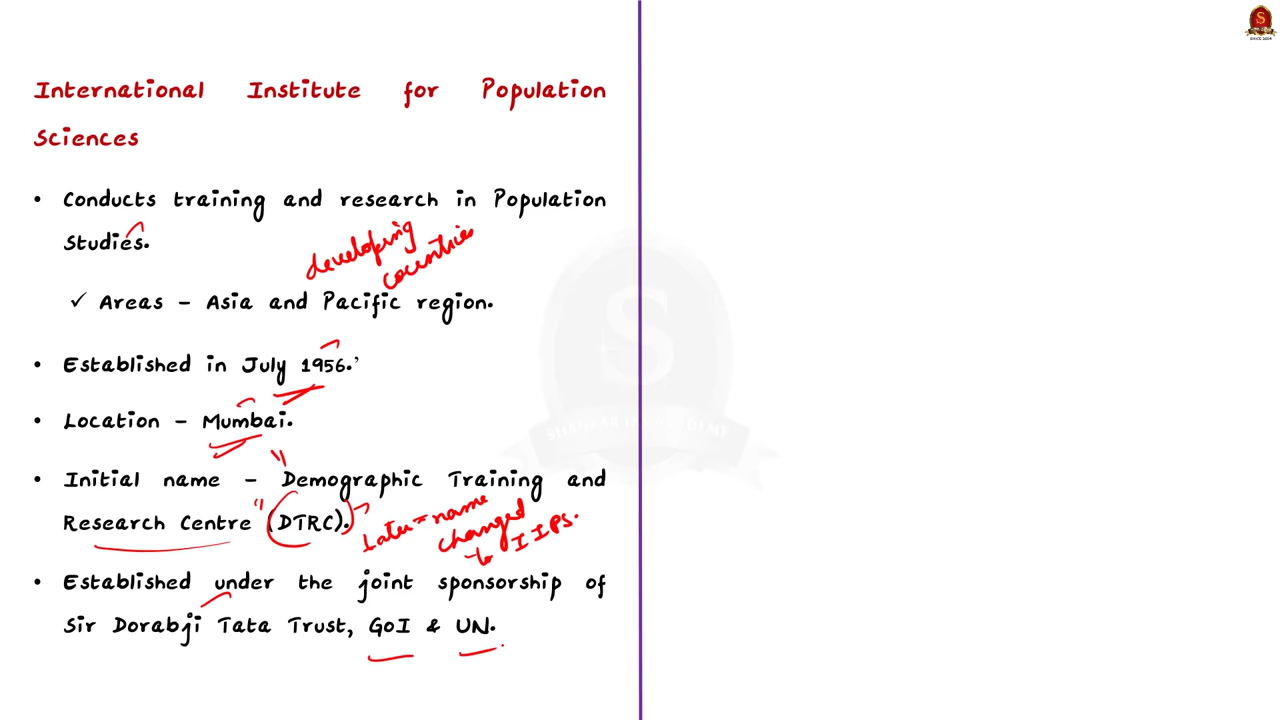 International Institute for Population
Sciences
• Conducts training and research in Population
Studies.
developing
countries
✓ Areas – Asia and Pacific region.
• Established in July 1956.
• Location – Mumbai.
• Initial name – "Demographic Training and
Research Centre" (DTRC).
Later = name
changed
to IIPS.
• Established under the joint sponsorship of
Sir Dorabji Tata Trust, GoI & UN.
S
SINCE 2004
S